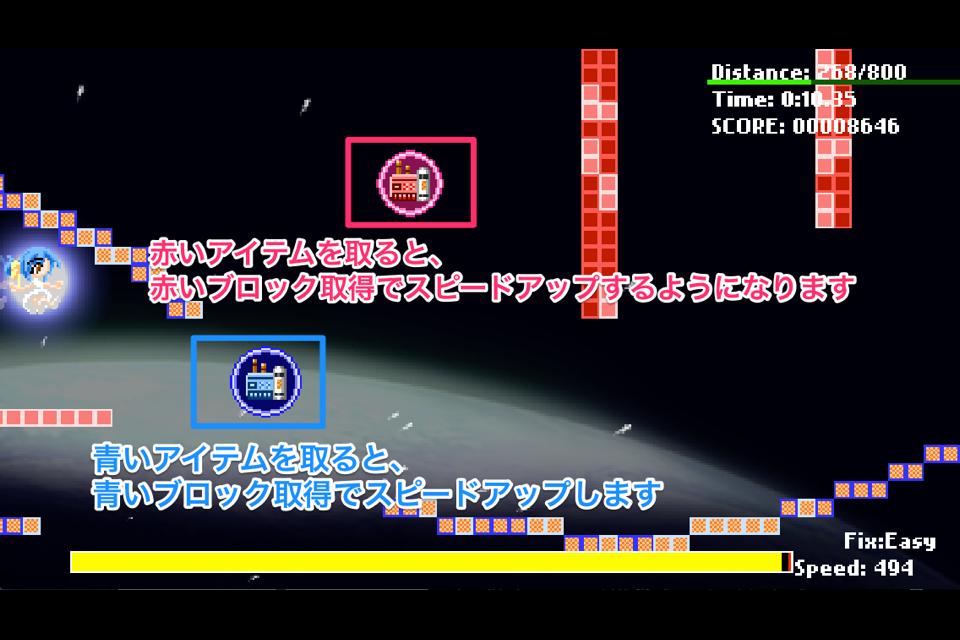 Distance: 268/800
Time: 0:10.35
SCORE: 00008646
赤いアイテムを取ると、
赤いブロック取得でスピードアップするようになります
青いアイテムを取ると、
青いブロック取得でスピードアップします
Fix:Easy
Speed: 494